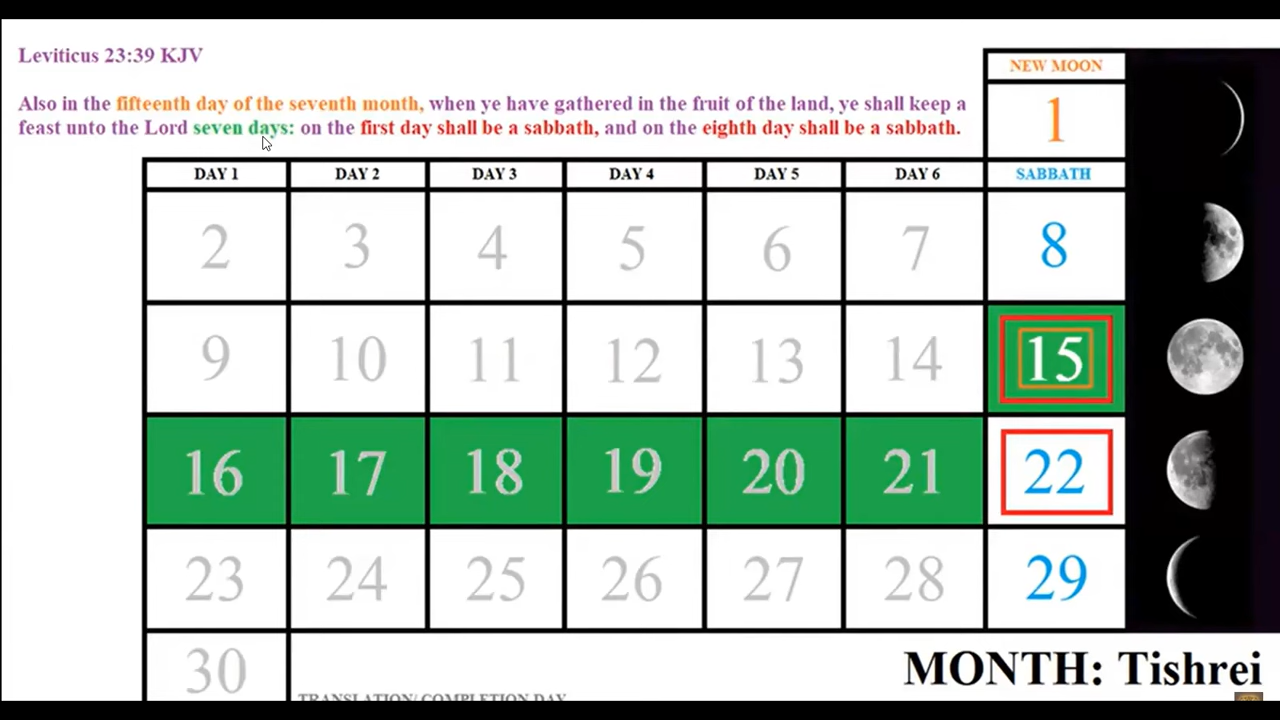 Leviticus 23:39 KJV
NEW MOON
Also in the fifteenth day of the seventh month, when ye have gathered in the fruit of the land, ye shall keep a
feast unto the Lord seven days: on the first day shall be a sabbath, and on the eighth day shall be a sabbath.
1
DAY 1 DAY 2 DAY 3 DAY 4 DAY 5 DAY 6 SABBATH
2 3 4 5 6 7 8
9 10 11 12 13 14 15
16 17 18 19 20 21 22
23 24 25 26 27 28 29
30
MONTH: Tishrei
TRANSLATION/ COMPLETION DAY